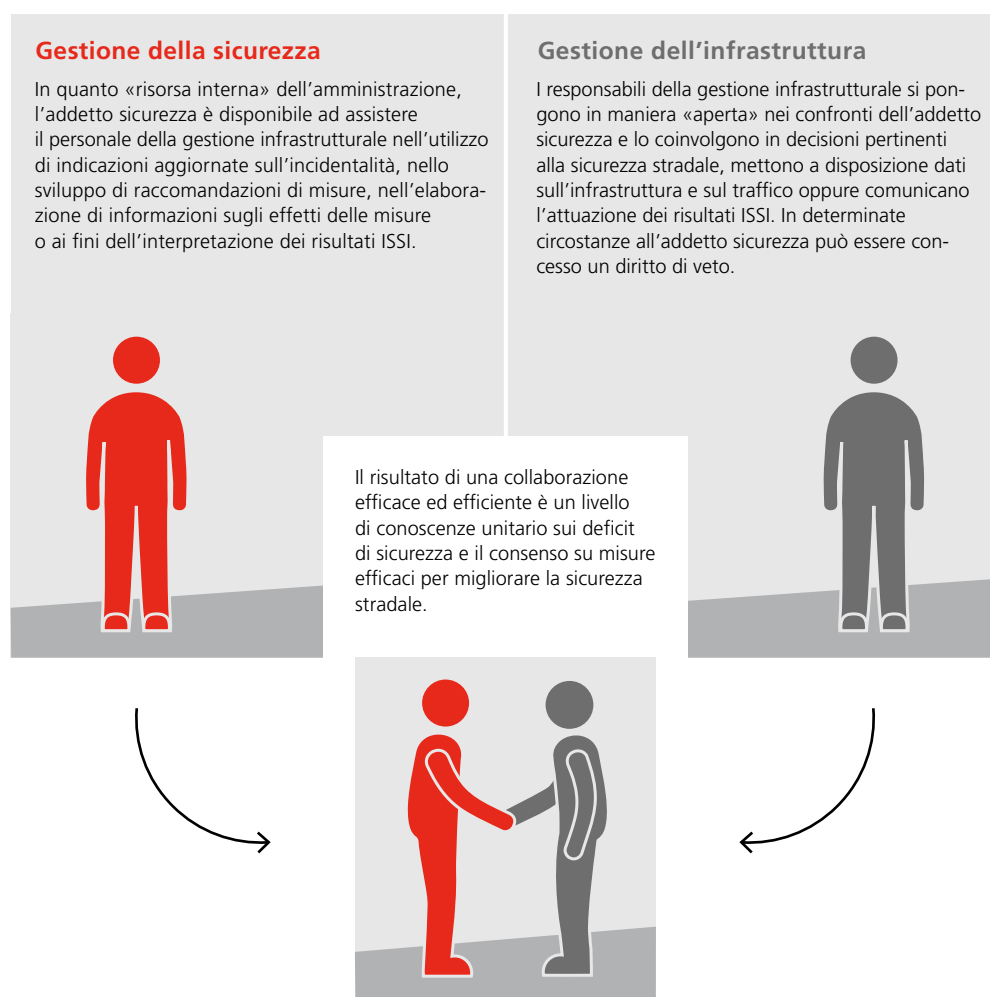 Gestione della sicurezza
In quanto «risorsa interna» dell’amministrazione,
l’addetto sicurezza è disponibile ad assistere
il personale della gestione infrastrutturale nell’utilizzo
di indicazioni aggiornate sull’incidentalità, nello
sviluppo di raccomandazioni di misure, nell’elabora-
zione di informazioni sugli effetti delle misure
o ai fini dell’interpretazione dei risultati ISSI.
Gestione dell’infrastruttura
I responsabili della gestione infrastrutturale si pon-
gono in maniera «aperta» nei confronti dell’addetto
sicurezza e lo coinvolgono in decisioni pertinenti
alla sicurezza stradale, mettono a disposizione dati
sull’infrastruttura e sul traffico oppure comunicano
l’attuazione dei risultati ISSI. In determinate
circostanze all’addetto sicurezza può essere con-
cesso un diritto di veto.
Il risultato di una collaborazione
efficace ed efficiente è un livello
di conoscenze unitario sui deficit
di sicurezza e il consenso su misure
efficaci per migliorare la sicurezza
stradale.